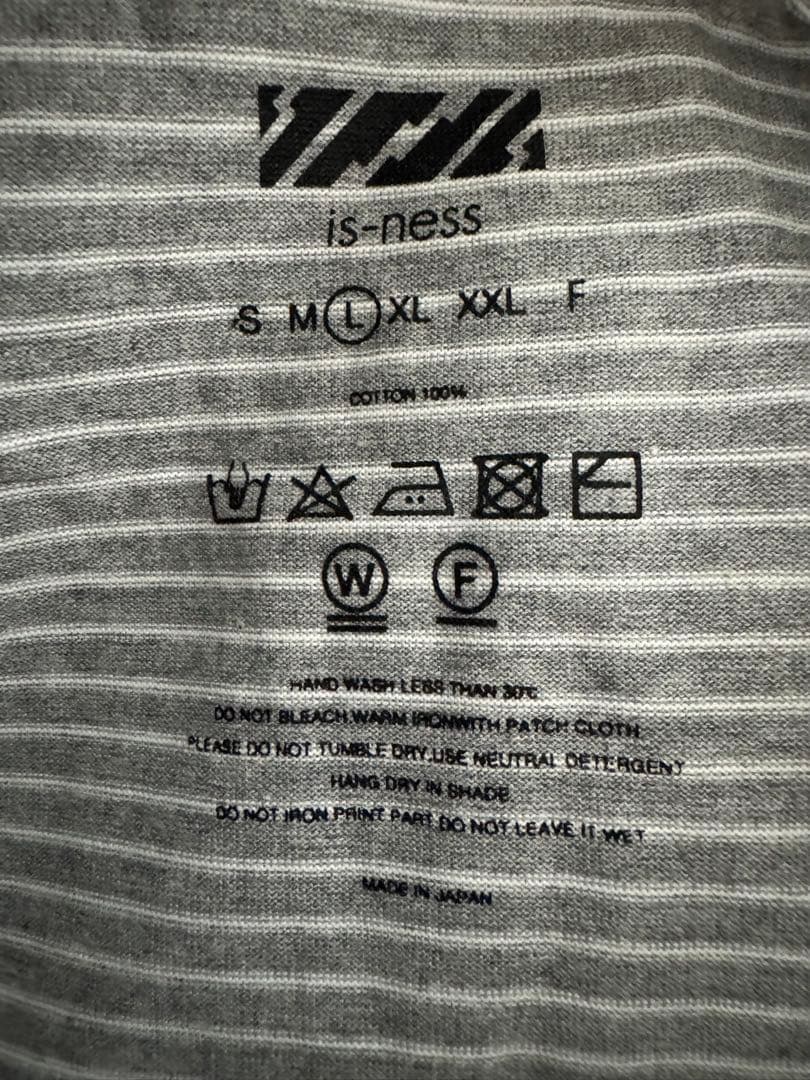 is-ness
S M L XL XXL F
COTTON 100%
W F
HAND WASH LESS THAN 30℃
DO NOT BLEACH.WARM IRONWITH PATCH CLOTH
PLEASE DO NOT TUMBLE DRY.USE NEUTRAL DETERGENT
HANG DRY IN SHADE
DO NOT IRON PRINT PART DO NOT LEAVE IT WET
MADE IN JAPAN